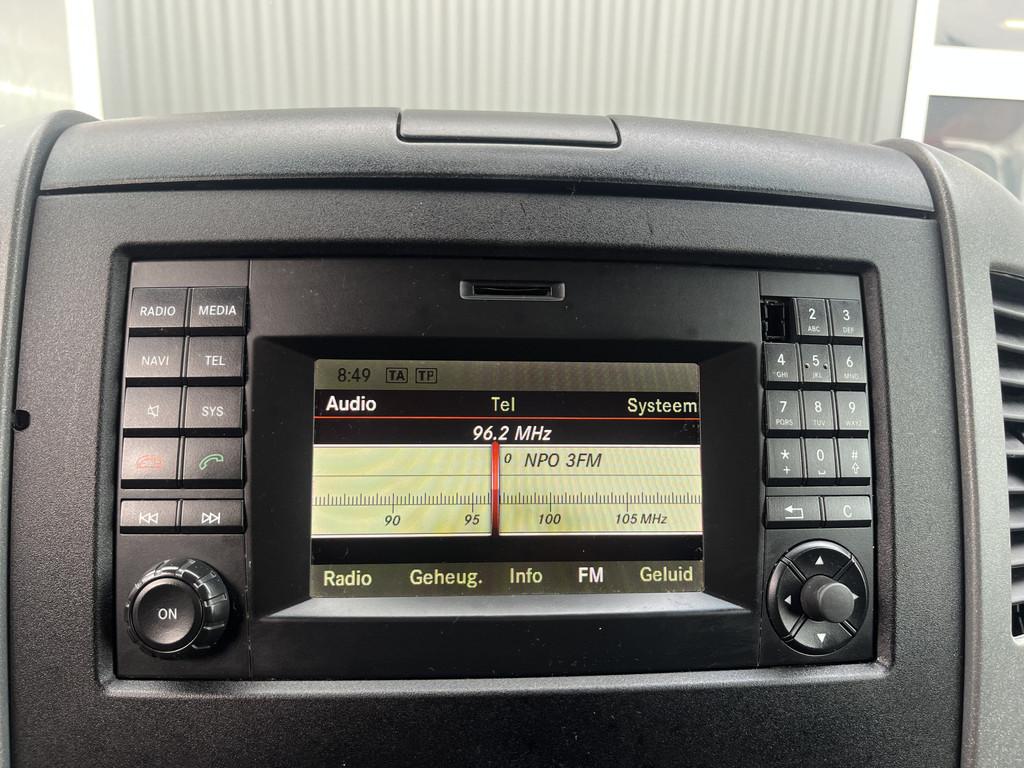 RADIO MEDIA
NAVI TEL
SYS
ON
8:49 TA TP
Audio Tel Systeem
96.2 MHz
0 NPO 3FM
90 95 100 105 MHz
Radio Geheug. Info FM Geluid
2 3
ABC DEF
4 5 6
GHI JKL MNO
7 8 9
PQRS TUV WXYZ
* 0 #
+
C